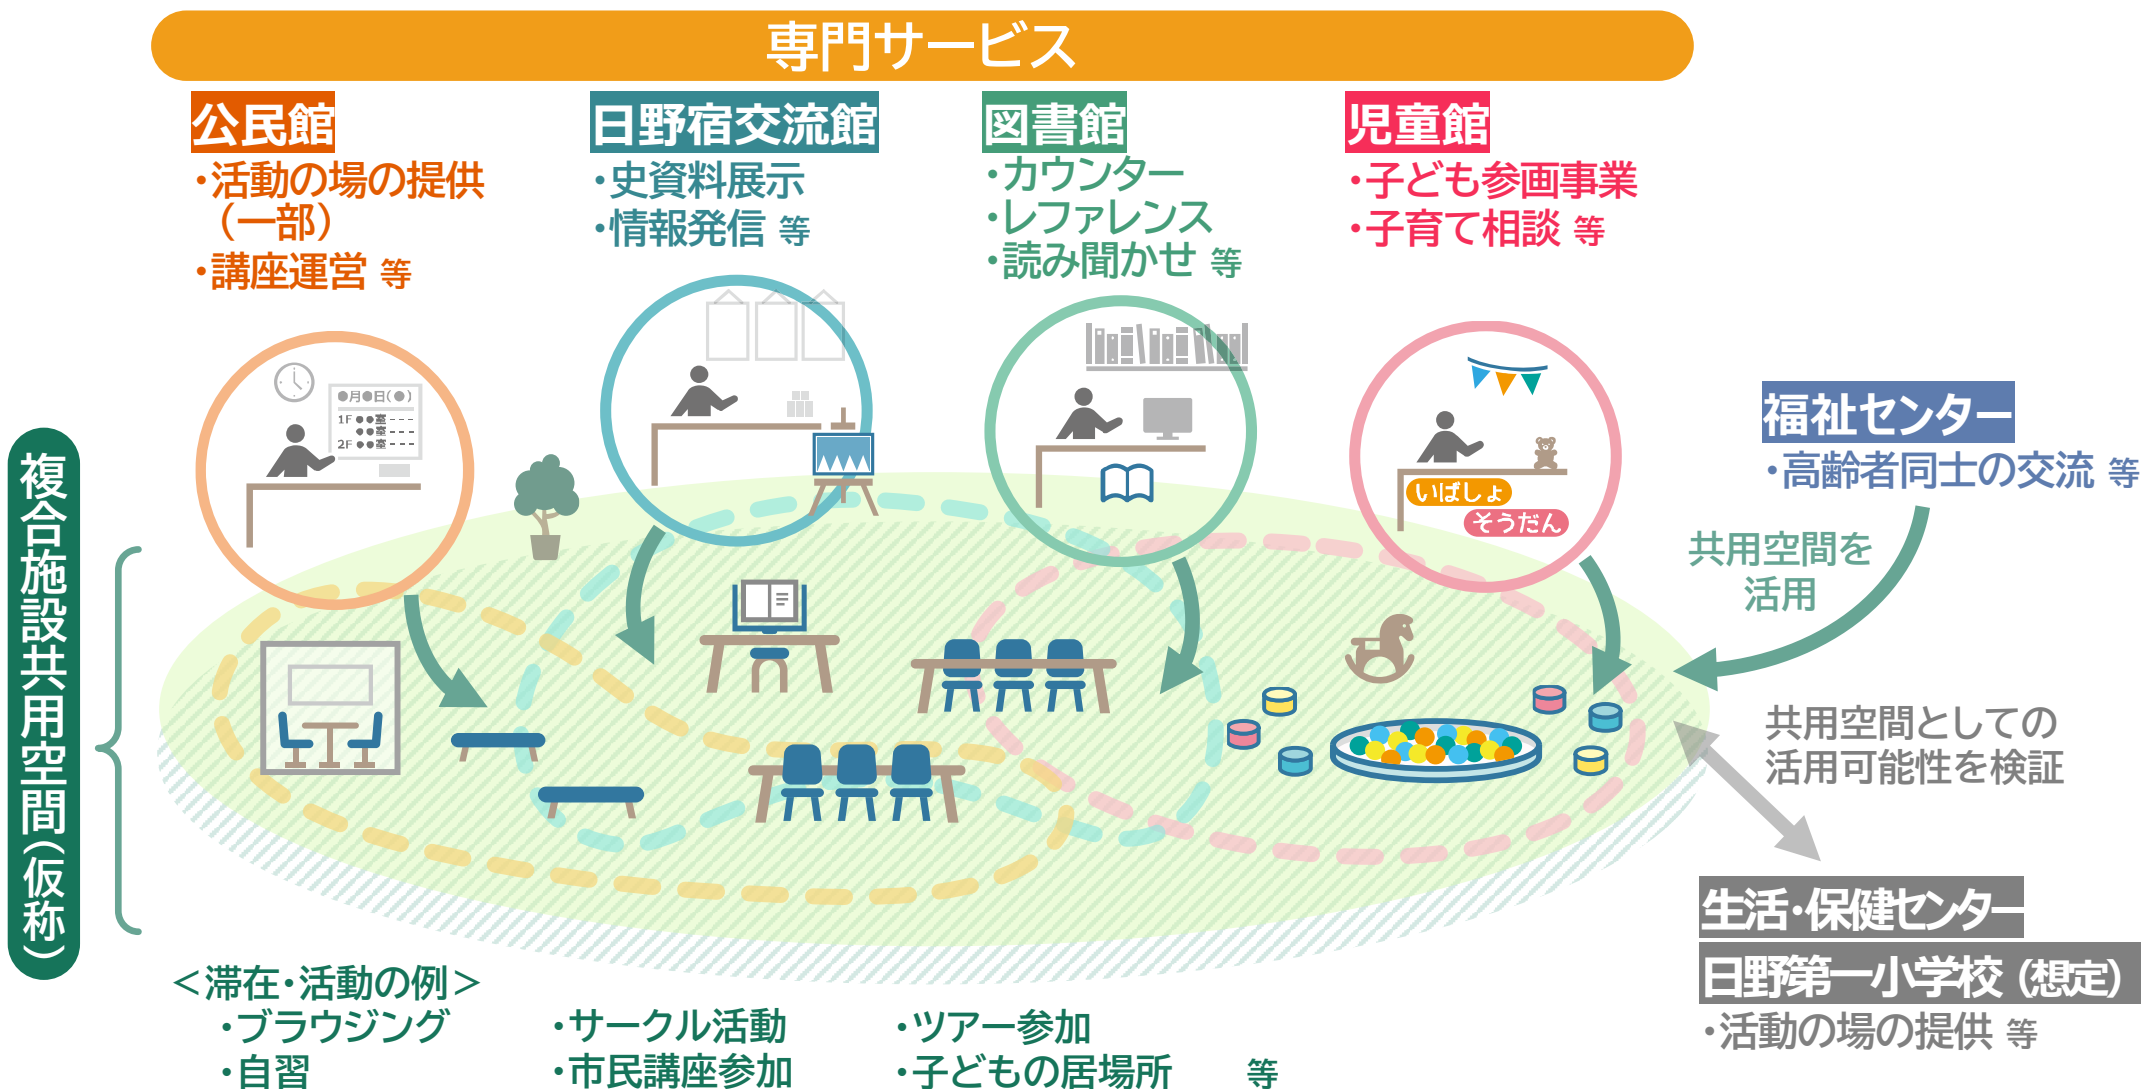 専門サービス
公民館
・活動の場の提供
（一部）
・講座運営 等
日野宿交流館
・史資料展示
・情報発信 等
図書館
・カウンター
・レファレンス
・読み聞かせ 等
児童館
・子ども参画事業
・子育て相談 等
●月●日(●)
1F ●●室 ---
●●室 ---
2F ●●室 ---
いばしょ
そうだん
福祉センター
・高齢者同士の交流 等
共用空間を
活用
複合施設共用空間（仮称）
共用空間としての
活用可能性を検証
生活・保健センター
日野第一小学校（想定）
・活動の場の提供 等
＜滞在・活動の例＞
・ブラウジング
・自習
・サークル活動
・市民講座参加
・ツアー参加
・子どもの居場所 等